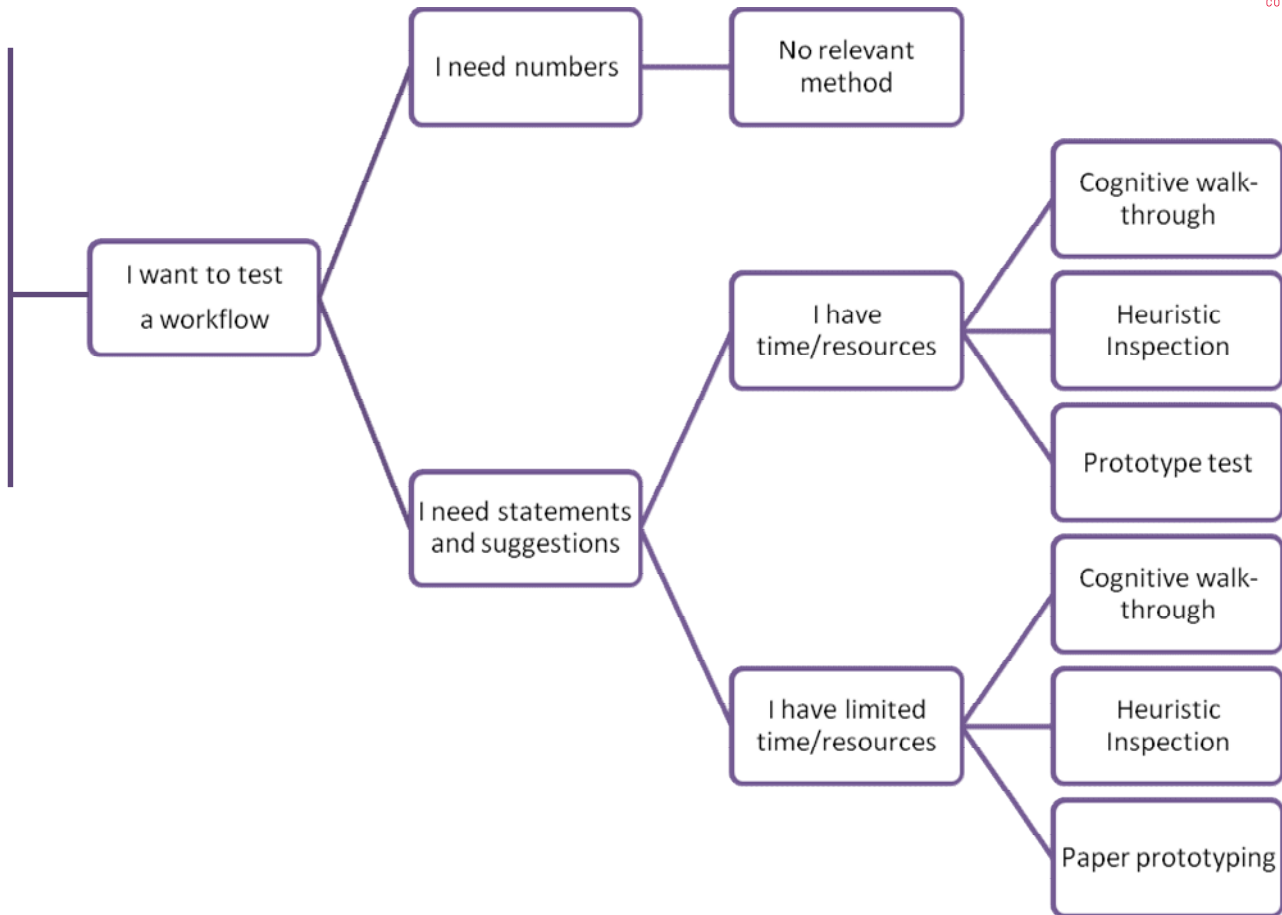 I need numbers
No relevant
method
Cognitive walk-
through
I want to test
a workflow
I have
time/resources
Heuristic
Inspection
Prototype test
I need statements
and suggestions
Cognitive walk-
through
I have limited
time/resources
Heuristic
Inspection
Paper prototyping